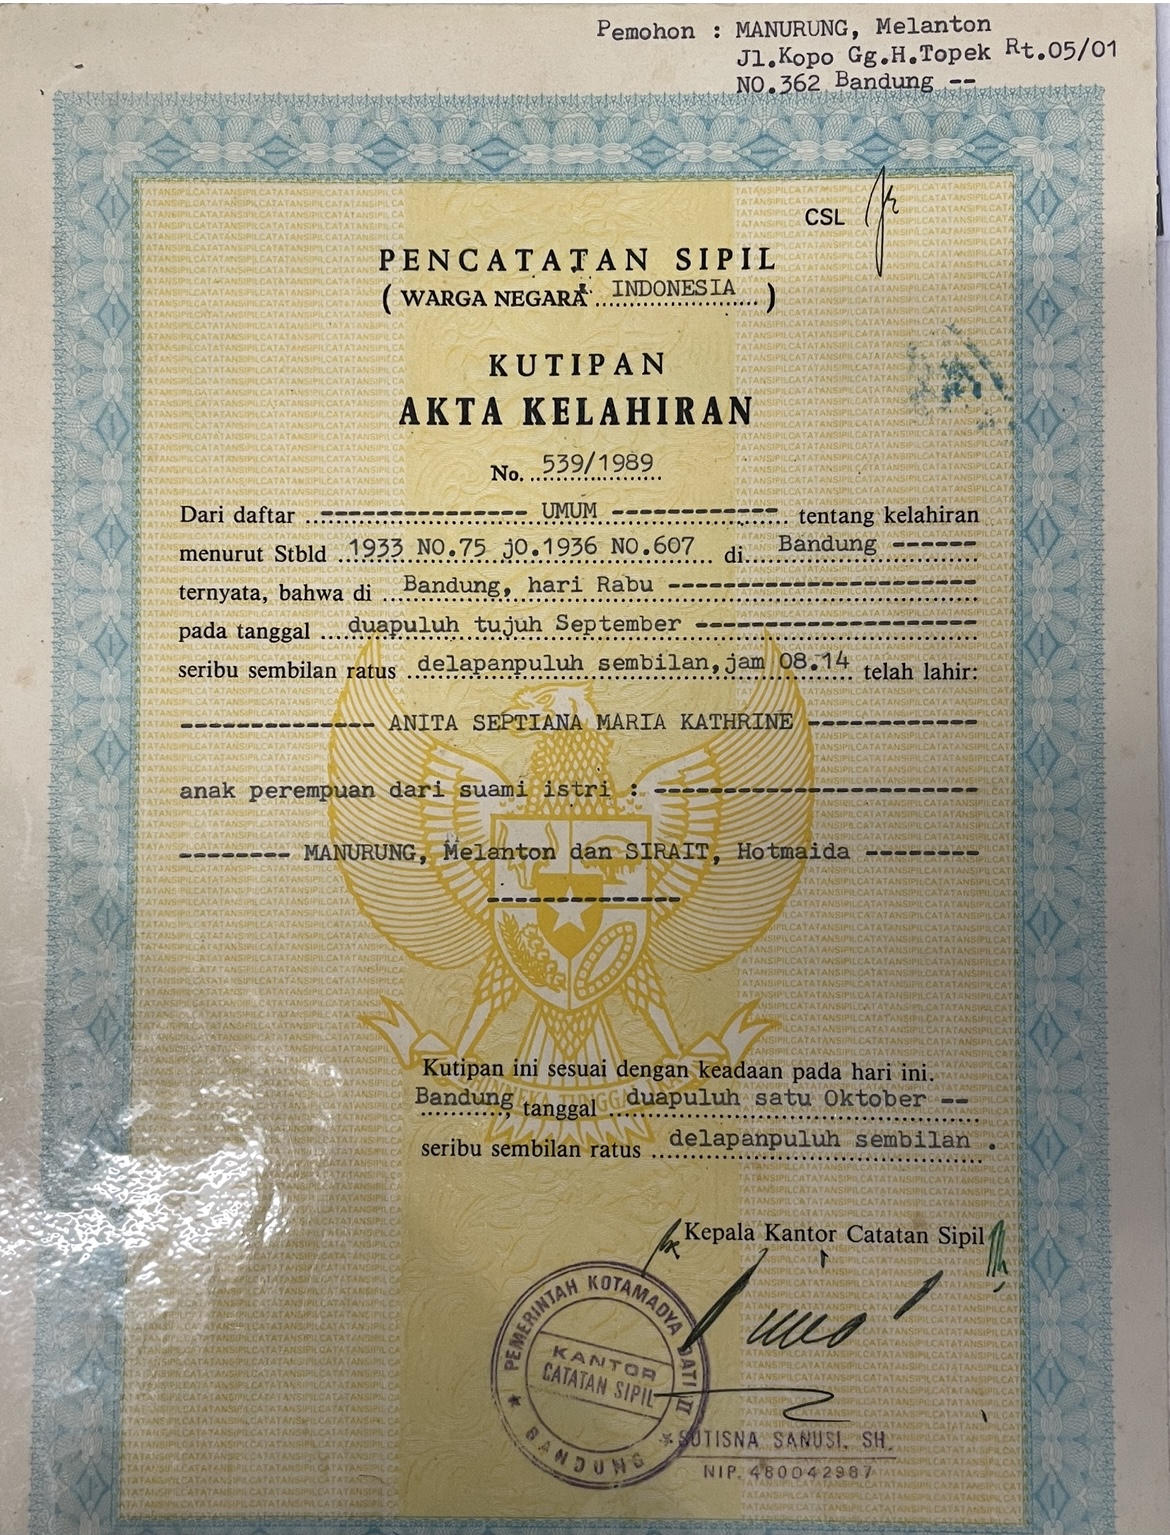 Pemohon : MANURUNG, Melanton
Jl.Kopo Gg.H.Topek Rt.05/01
NO.362 Bandung --
CSL
PENCATATAN SIPIL
( WARGA NEGARA INDONESIA )
KUTIPAN
AKTA KELAHIRAN
No. 539/1989
Dari daftar --------------- UMUM ------------ tentang kelahiran
menurut Stbld 1933 NO.75 jO.1936 NO.607 di Bandung ------
ternyata, bahwa di Bandung, hari Rabu ----------------------
pada tanggal duapuluh tujuh September --------------------
seribu sembilan ratus delapanpuluh sembilan,jam 08.14 telah lahir:
-------------- ANITA SEPTIANA MARIA KATHRINE ------------
anak perempuan dari suami istri : -----------------------
-------- MANURUNG, Melanton dan SIRAIT, Hotmaida --------
--------------
BHINNEKA TUNGGAL IKA
Kutipan ini sesuai dengan keadaan pada hari ini.
Bandung, tanggal duapuluh satu Oktober --
seribu sembilan ratus delapanpuluh sembilan .
Kepala Kantor Catatan Sipil
PEMERINTAH KOTAMADYA DATI II
KANTOR
CATATAN SIPIL
★ BANDUNG ★
SUTISNA SANUSI. SH.
NIP. 480042987